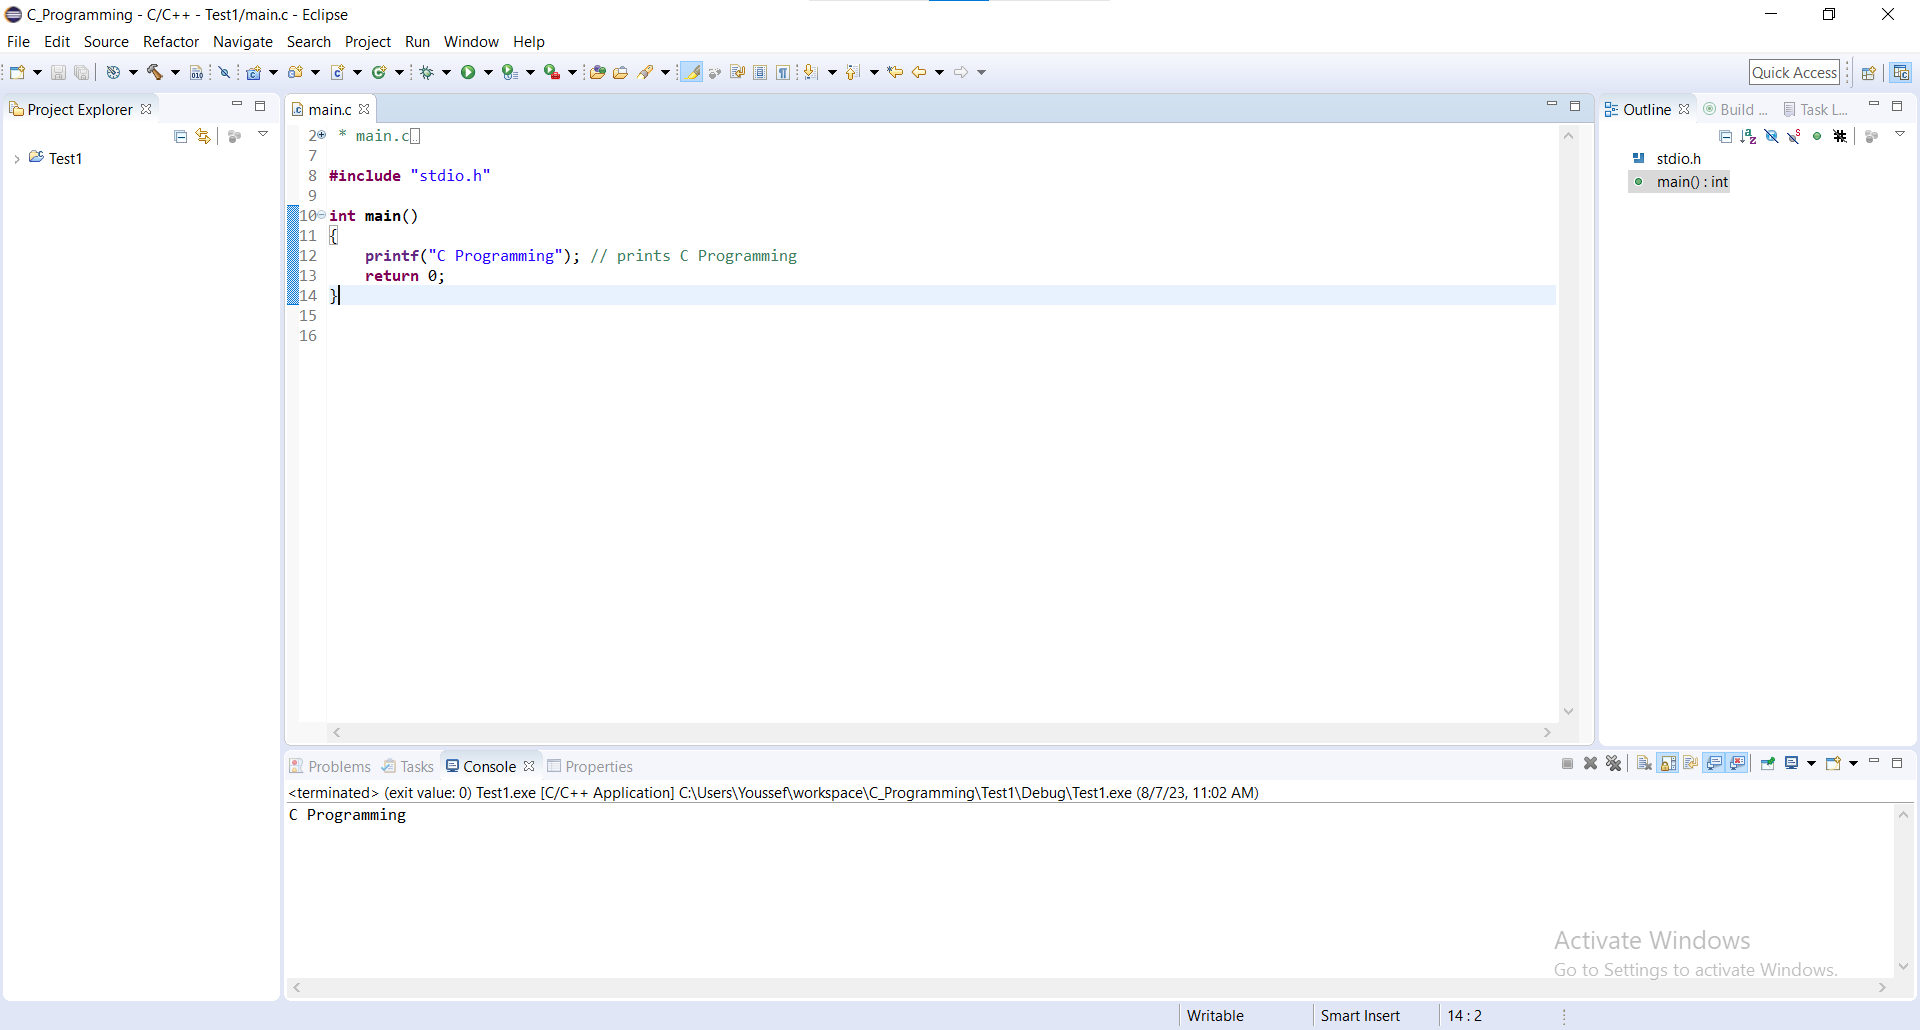 C_Programming - C/C++ - Test1/main.c - Eclipse
File Edit Source Refactor Navigate Search Project Run Window Help
Quick Access
Project Explorer
Test1
main.c
2 * main.c
7
8 #include "stdio.h"
9
10 int main()
11 {
12 printf("C Programming"); // prints C Programming
13 return 0;
14 }
15
16
Outline Build ... Task L...
stdio.h
main() : int
Problems Tasks Console Properties
<terminated> (exit value: 0) Test1.exe [C/C++ Application] C:\Users\Youssef\workspace\C_Programming\Test1\Debug\Test1.exe (8/7/23, 11:02 AM)
C Programming
Activate Windows
Go to Settings to activate Windows.
Writable Smart Insert 14 : 2